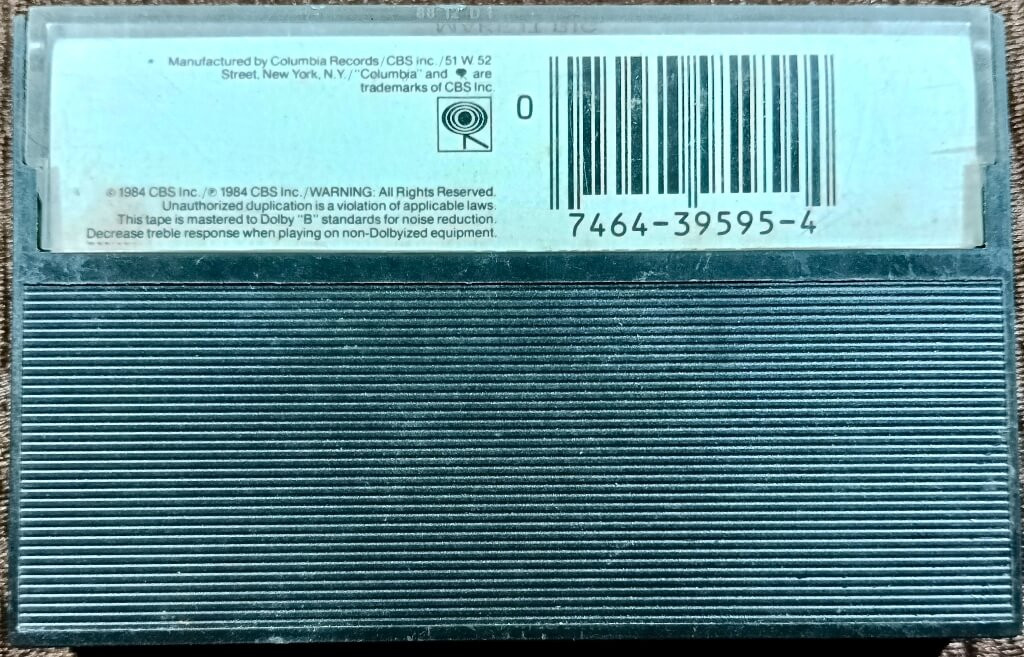 MAKE IT BIG
Manufactured by Columbia Records/CBS inc./51 W 52
Street, New York, N.Y./"Columbia" and are
trademarks of CBS Inc.
0
7464-39595-4
© 1984 CBS Inc./℗ 1984 CBS Inc./WARNING: All Rights Reserved.
Unauthorized duplication is a violation of applicable laws.
This tape is mastered to Dolby "B" standards for noise reduction.
Decrease treble response when playing on non-Dolbyized equipment.